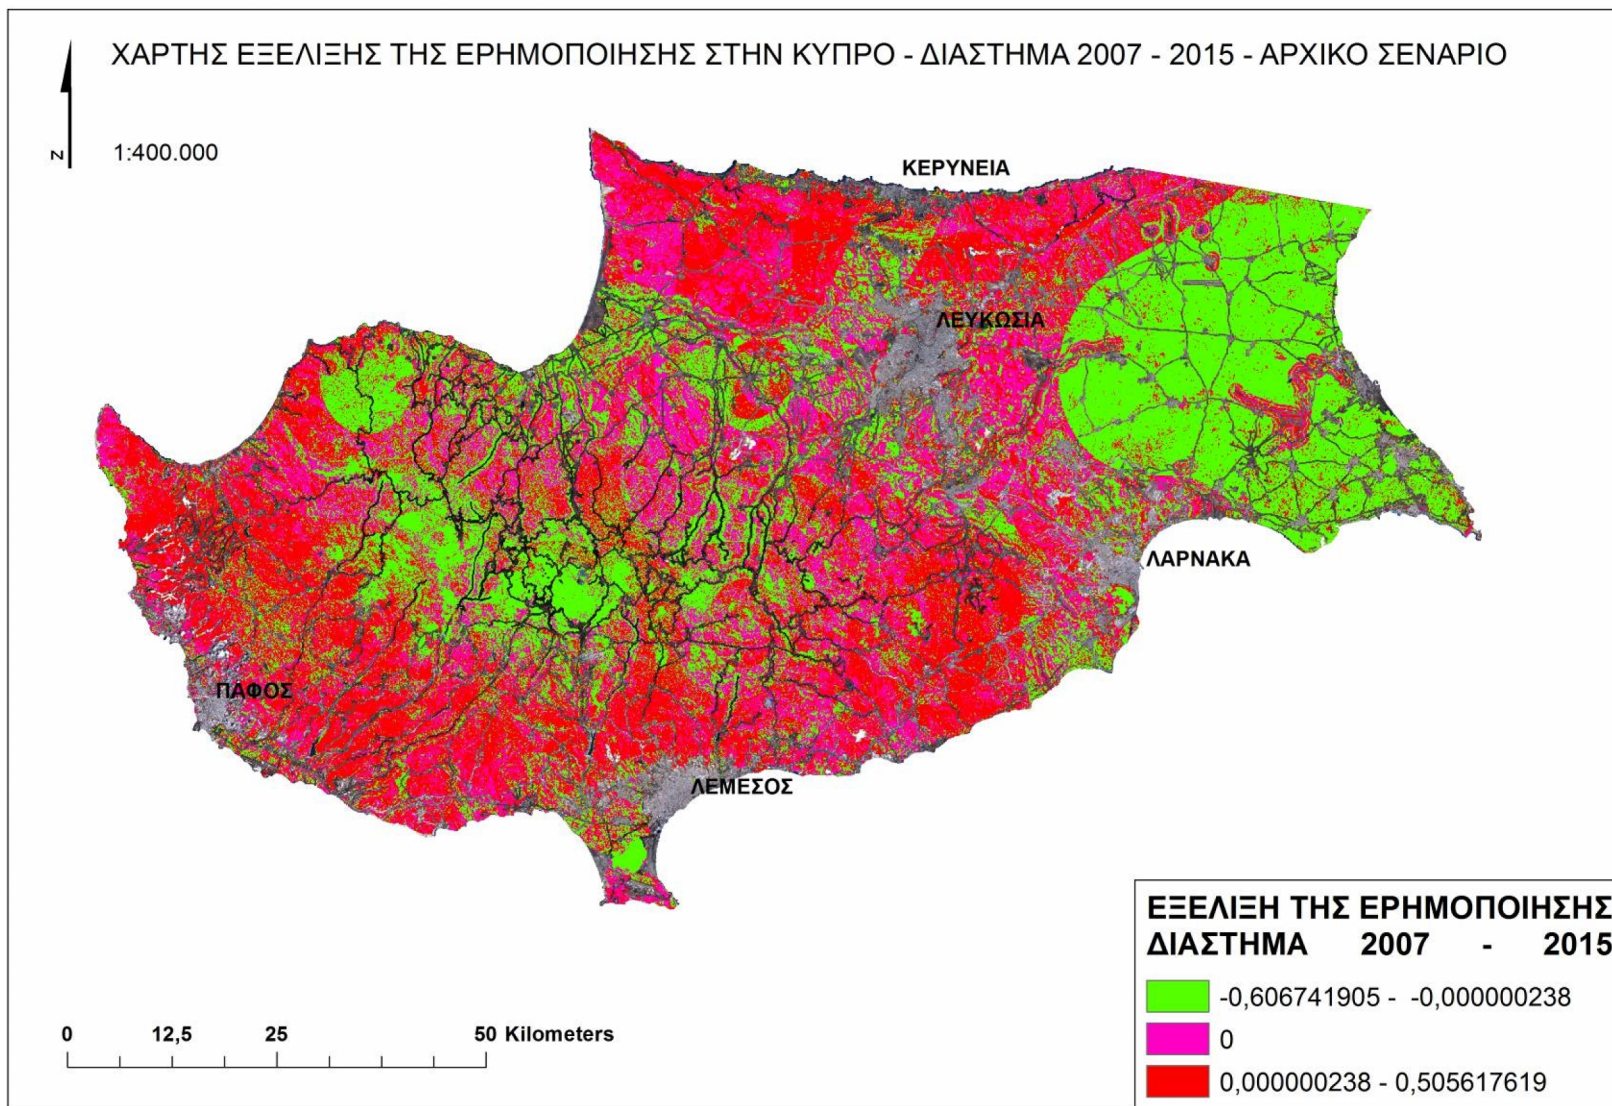 ΧΑΡΤΗΣ ΕΞΕΛΙΞΗΣ ΤΗΣ ΕΡΗΜΟΠΟΙΗΣΗΣ ΣΤΗΝ ΚΥΠΡΟ - ΔΙΑΣΤΗΜΑ 2007 - 2015 - ΑΡΧΙΚΟ ΣΕΝΑΡΙΟ
N
1:400.000
ΚΕΡΥΝΕΙΑ
ΛΕΥΚΩΣΙΑ
ΛΑΡΝΑΚΑ
ΠΑΦΟΣ
ΛΕΜΕΣΟΣ
ΕΞΕΛΙΞΗ ΤΗΣ ΕΡΗΜΟΠΟΙΗΣΗΣ
ΔΙΑΣΤΗΜΑ 2007 - 2015
-0,606741905 - -0,000000238
0
0,000000238 - 0,505617619
0 12,5 25 50 Kilometers